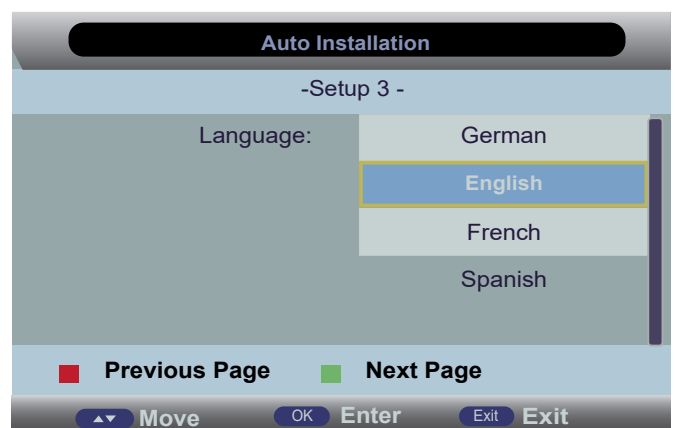 Auto Installation
-Setup 3 -
Language: German
English
French
Spanish
Previous Page Next Page
Move OK Enter Exit Exit